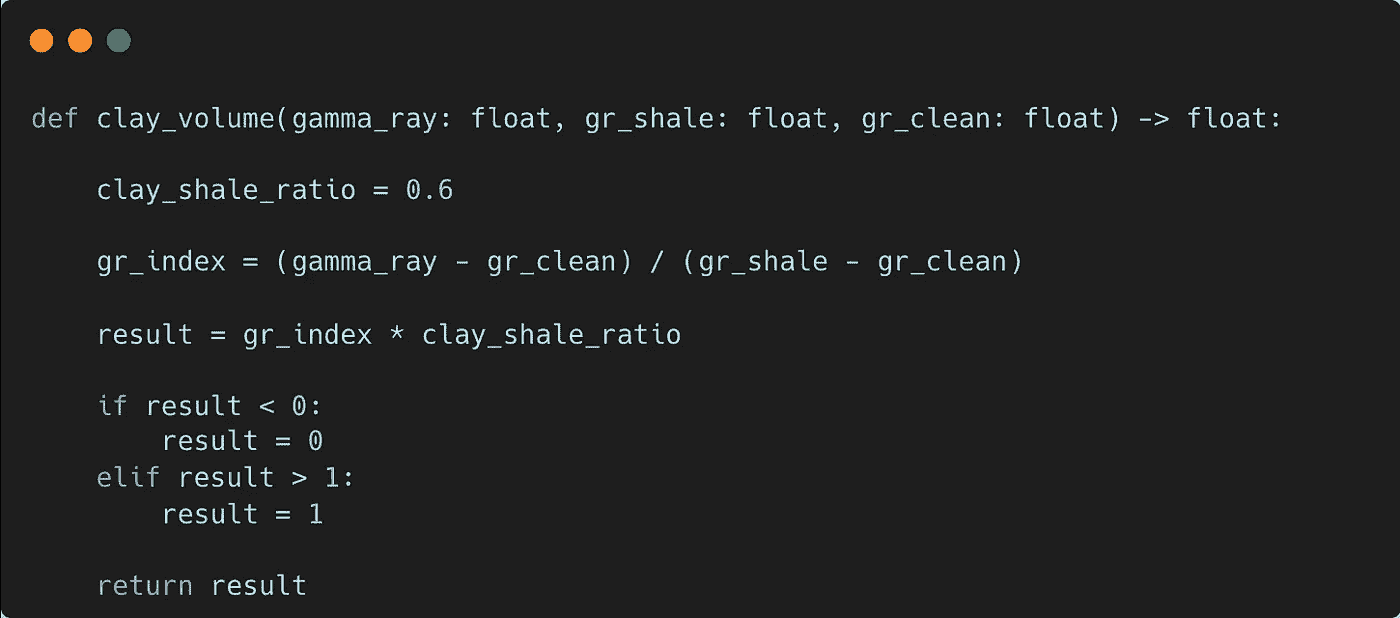 def clay_volume(gamma_ray: float, gr_shale: float, gr_clean: float) -> float:
    clay_shale_ratio = 0.6
    gr_index = (gamma_ray - gr_clean) / (gr_shale - gr_clean)
    result = gr_index * clay_shale_ratio
    if result < 0:
        result = 0
    elif result > 1:
        result = 1
    return result